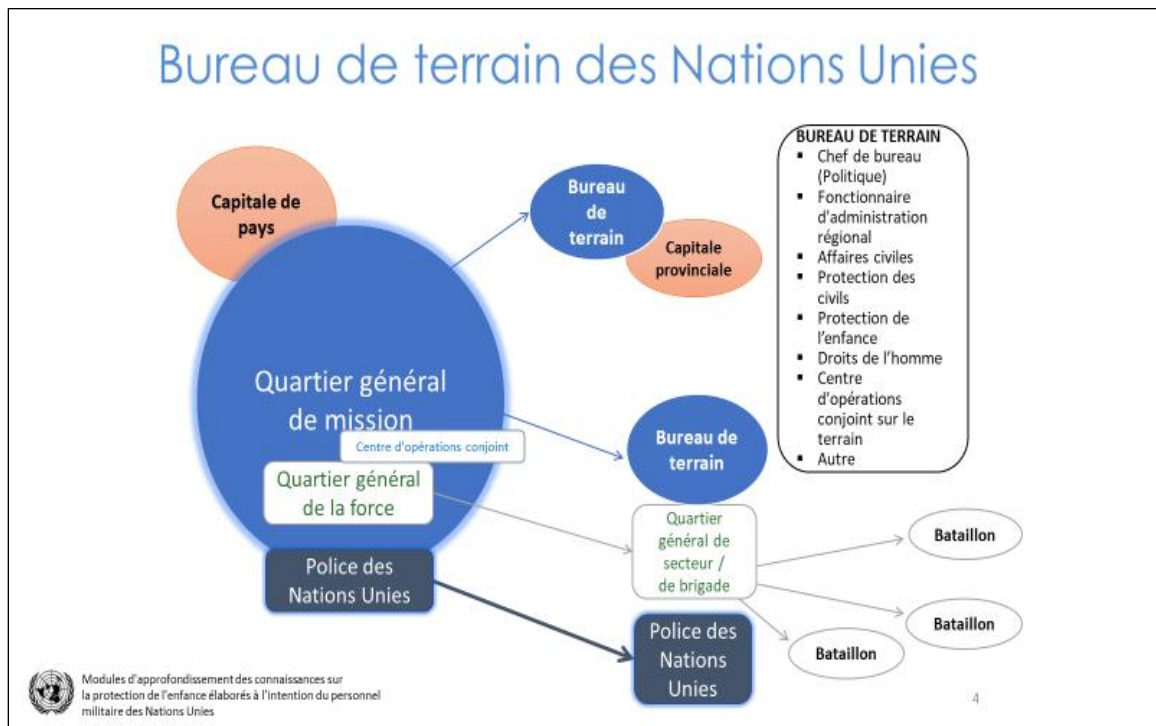 Bureau de terrain des Nations Unies
Capitale de
pays
Bureau
de
terrain
Capitale
provinciale
BUREAU DE TERRAIN
▪ Chef de bureau
(Politique)
▪ Fonctionnaire
d'administration
régional
▪ Affaires civiles
▪ Protection des
civils
▪ Protection de
l'enfance
▪ Droits de l'homme
▪ Centre
d'opérations
conjoint sur le
terrain
▪ Autre
Quartier général
de mission
Centre d'opérations conjoint
Quartier général
de la force
Police des
Nations Unies
Bureau de
terrain
Quartier
général de
secteur /
de brigade
Police des
Nations
Unies
Bataillon
Bataillon
Bataillon
Modules d'approfondissement des connaissances sur
la protection de l'enfance élaborés à l'intention du personnel
militaire des Nations Unies
4